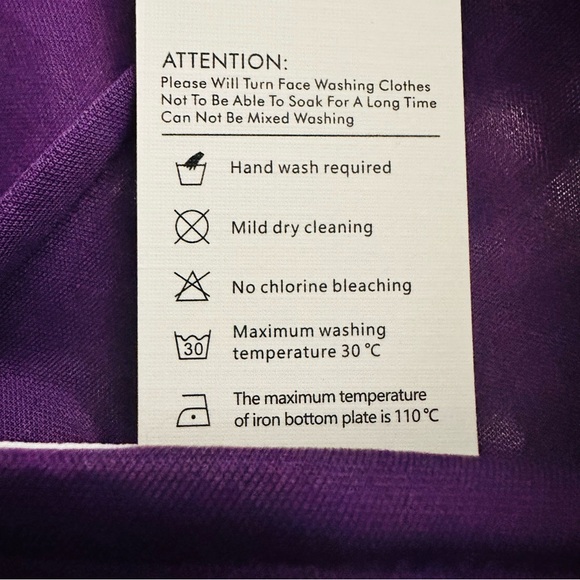 ATTENTION:
Please Will Turn Face Washing Clothes
Not To Be Able To Soak For A Long Time
Can Not Be Mixed Washing
Hand wash required
Mild dry cleaning
No chlorine bleaching
30
Maximum washing
temperature 30 °C
The maximum temperature
of iron bottom plate is 110°C